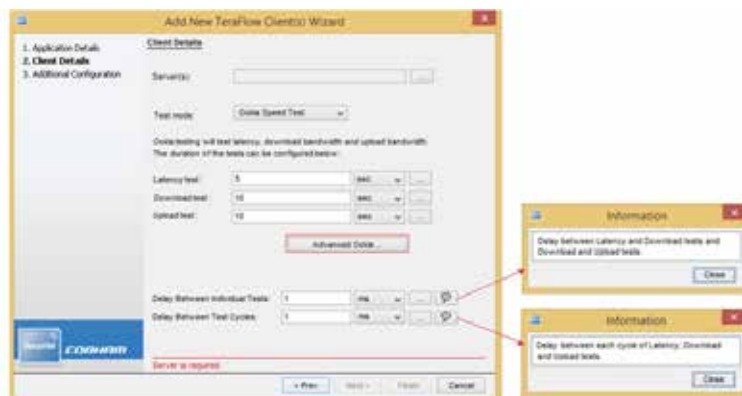 Add New TeraFlow Client(s) Wizard
1. Application Details
2. Client Details
3. Additional Configuration
Client Details
Server(s):
...
Test mode:
Ookla Speed Test
Ookla testing will test latency, download bandwidth and upload bandwidth.
The duration of the tests can be configured below:
Latency test: 5 sec ...
Download test: 10 sec ...
Upload test: 10 sec ...
Advanced Ookla...
Delay Between Individual Tests: 1 ms ...
Delay Between Test Cycles: 1 ms ...
COBHAM
Server is required
< Prev Next > Finish Cancel
Information
Delay between Latency and Download tests and
Download and Upload tests.
Close
Information
Delay between each cycle of Latency, Download
and Upload tests.
Close